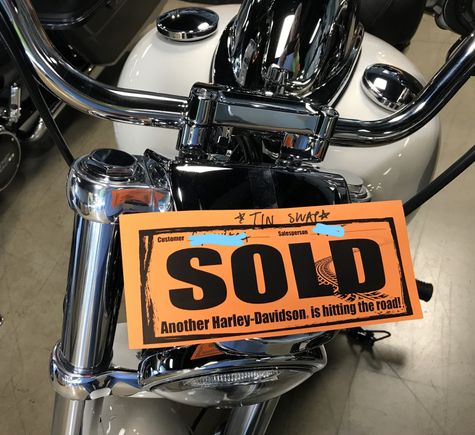 * TIN SWAP *
Customer Salesperson
SOLD
Another Harley-Davidson® is hitting the road!